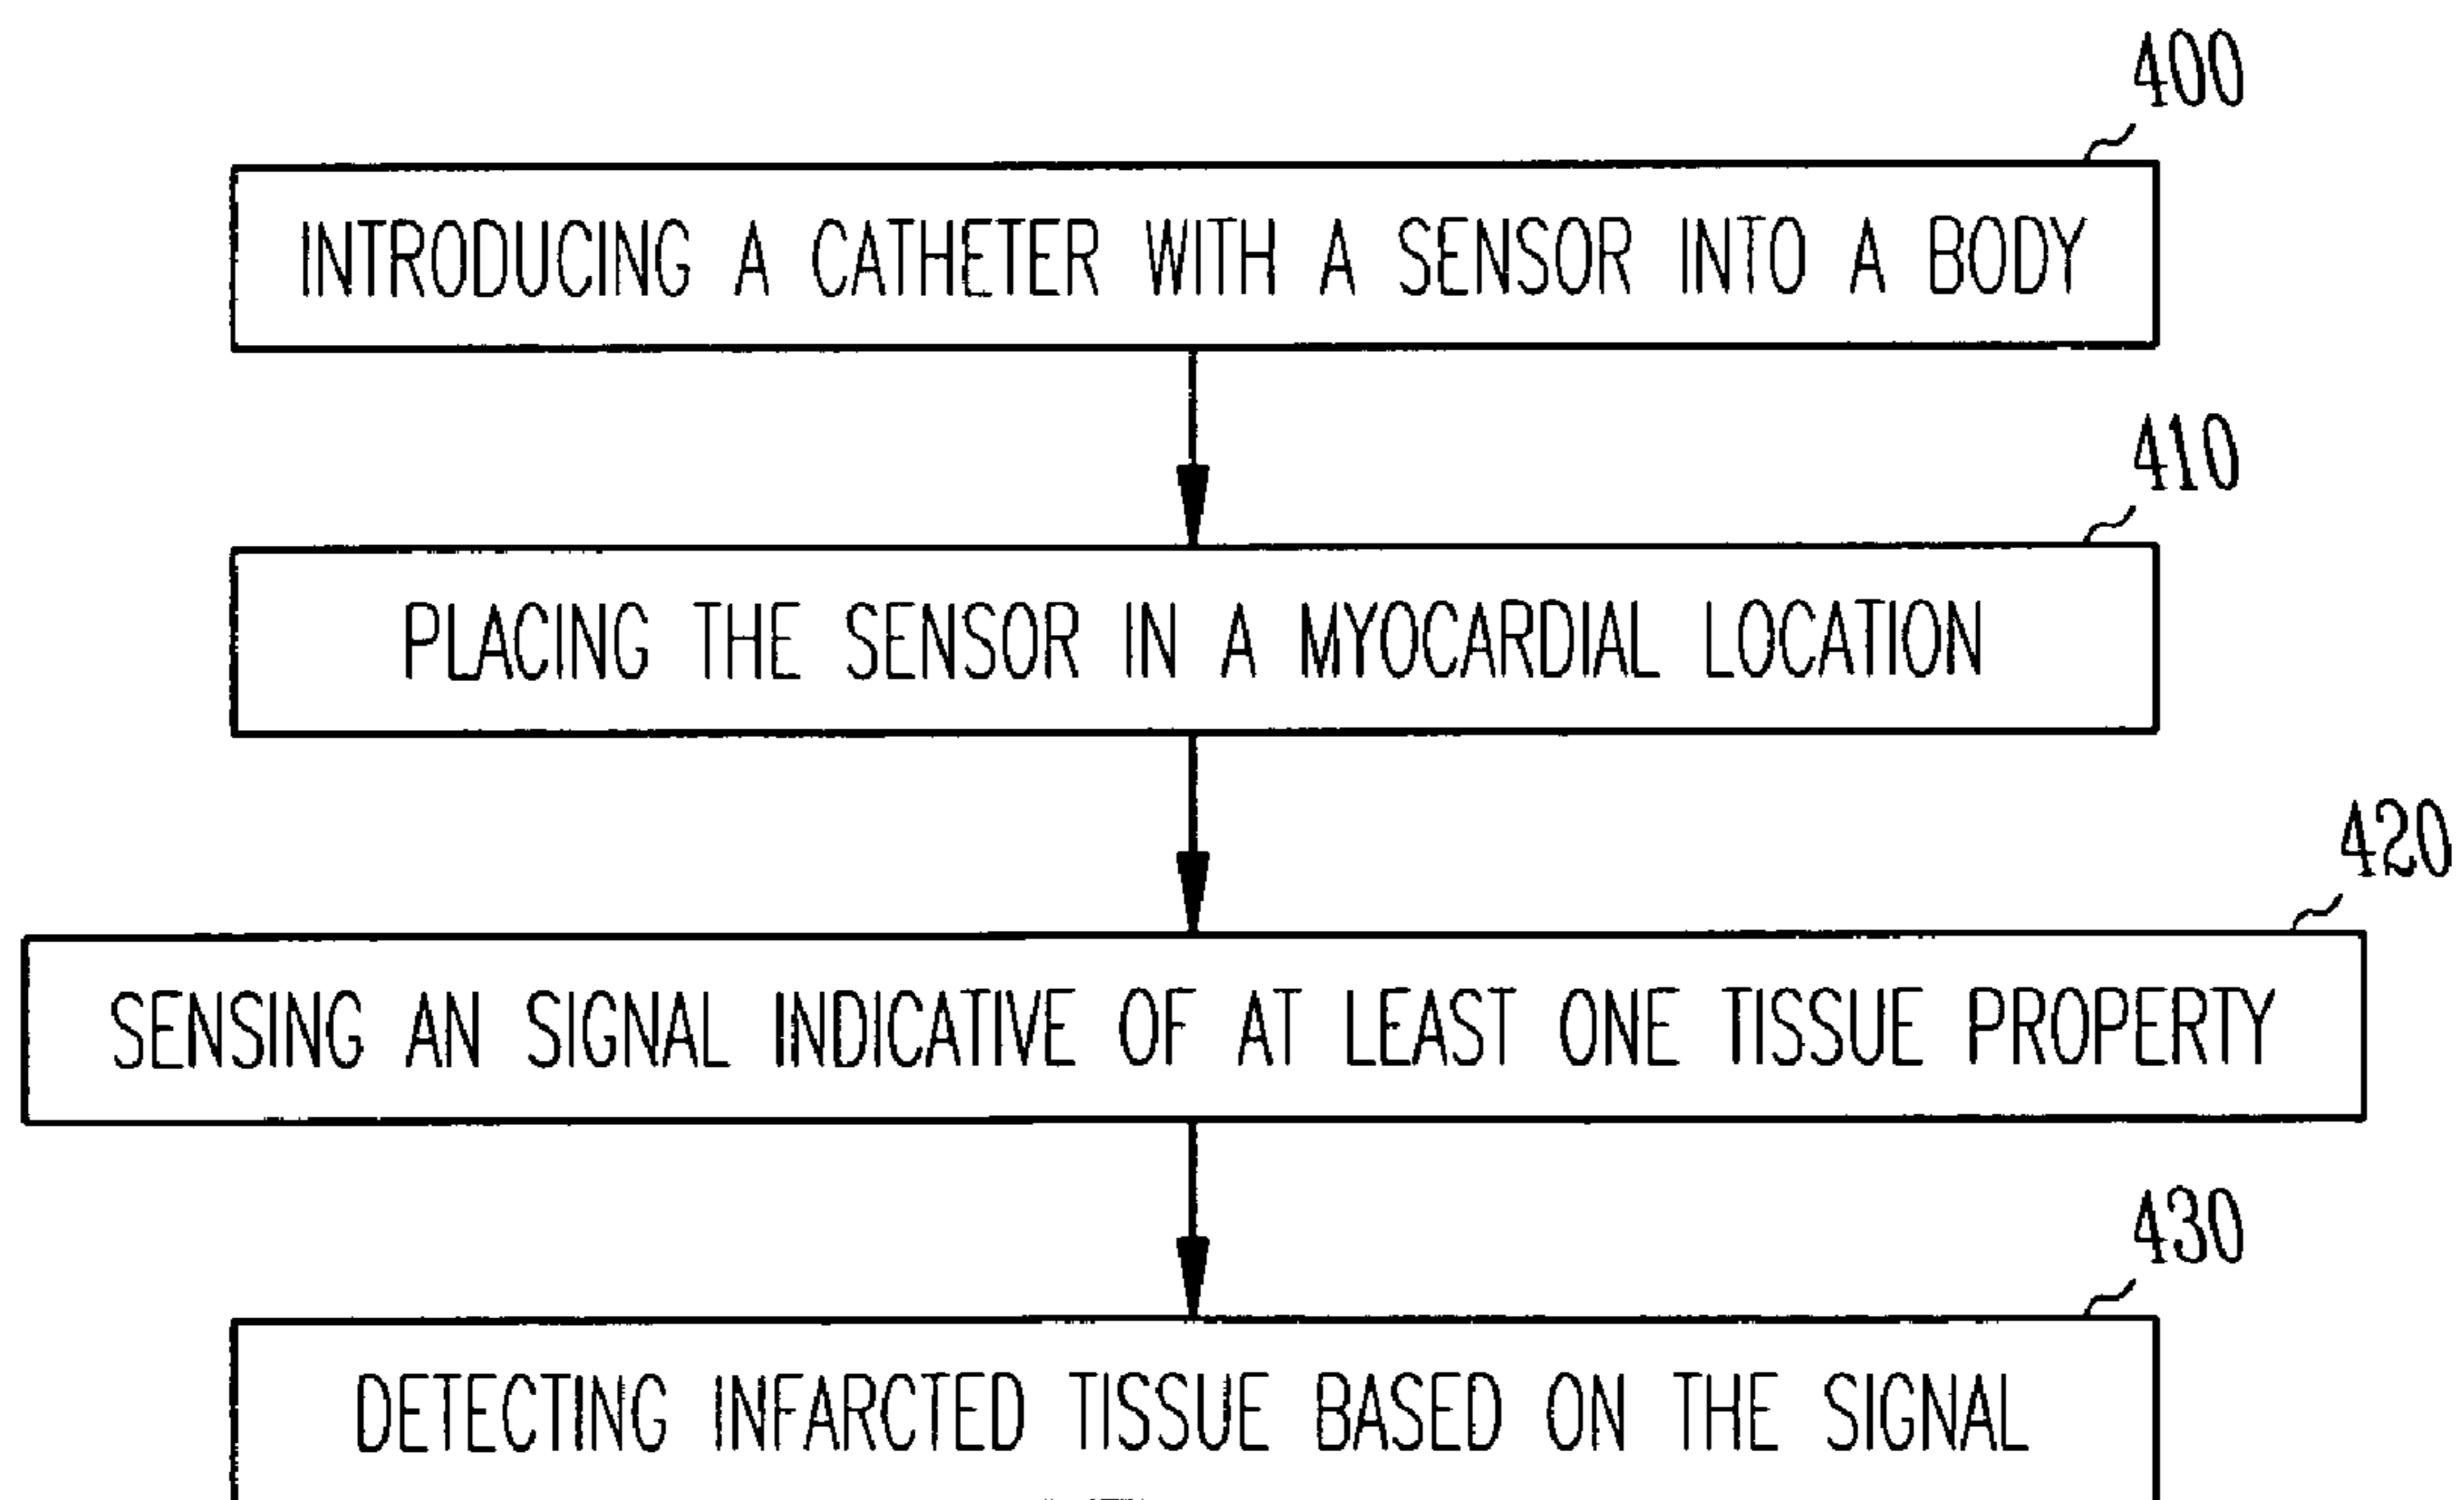 400
INTRODUCING A CATHETER WITH A SENSOR INTO A BODY
410
PLACING THE SENSOR IN A MYOCARDIAL LOCATION
420
SENSING AN SIGNAL INDICATIVE OF AT LEAST ONE TISSUE PROPERTY
430
DETECTING INFARCTED TISSUE BASED ON THE SIGNAL